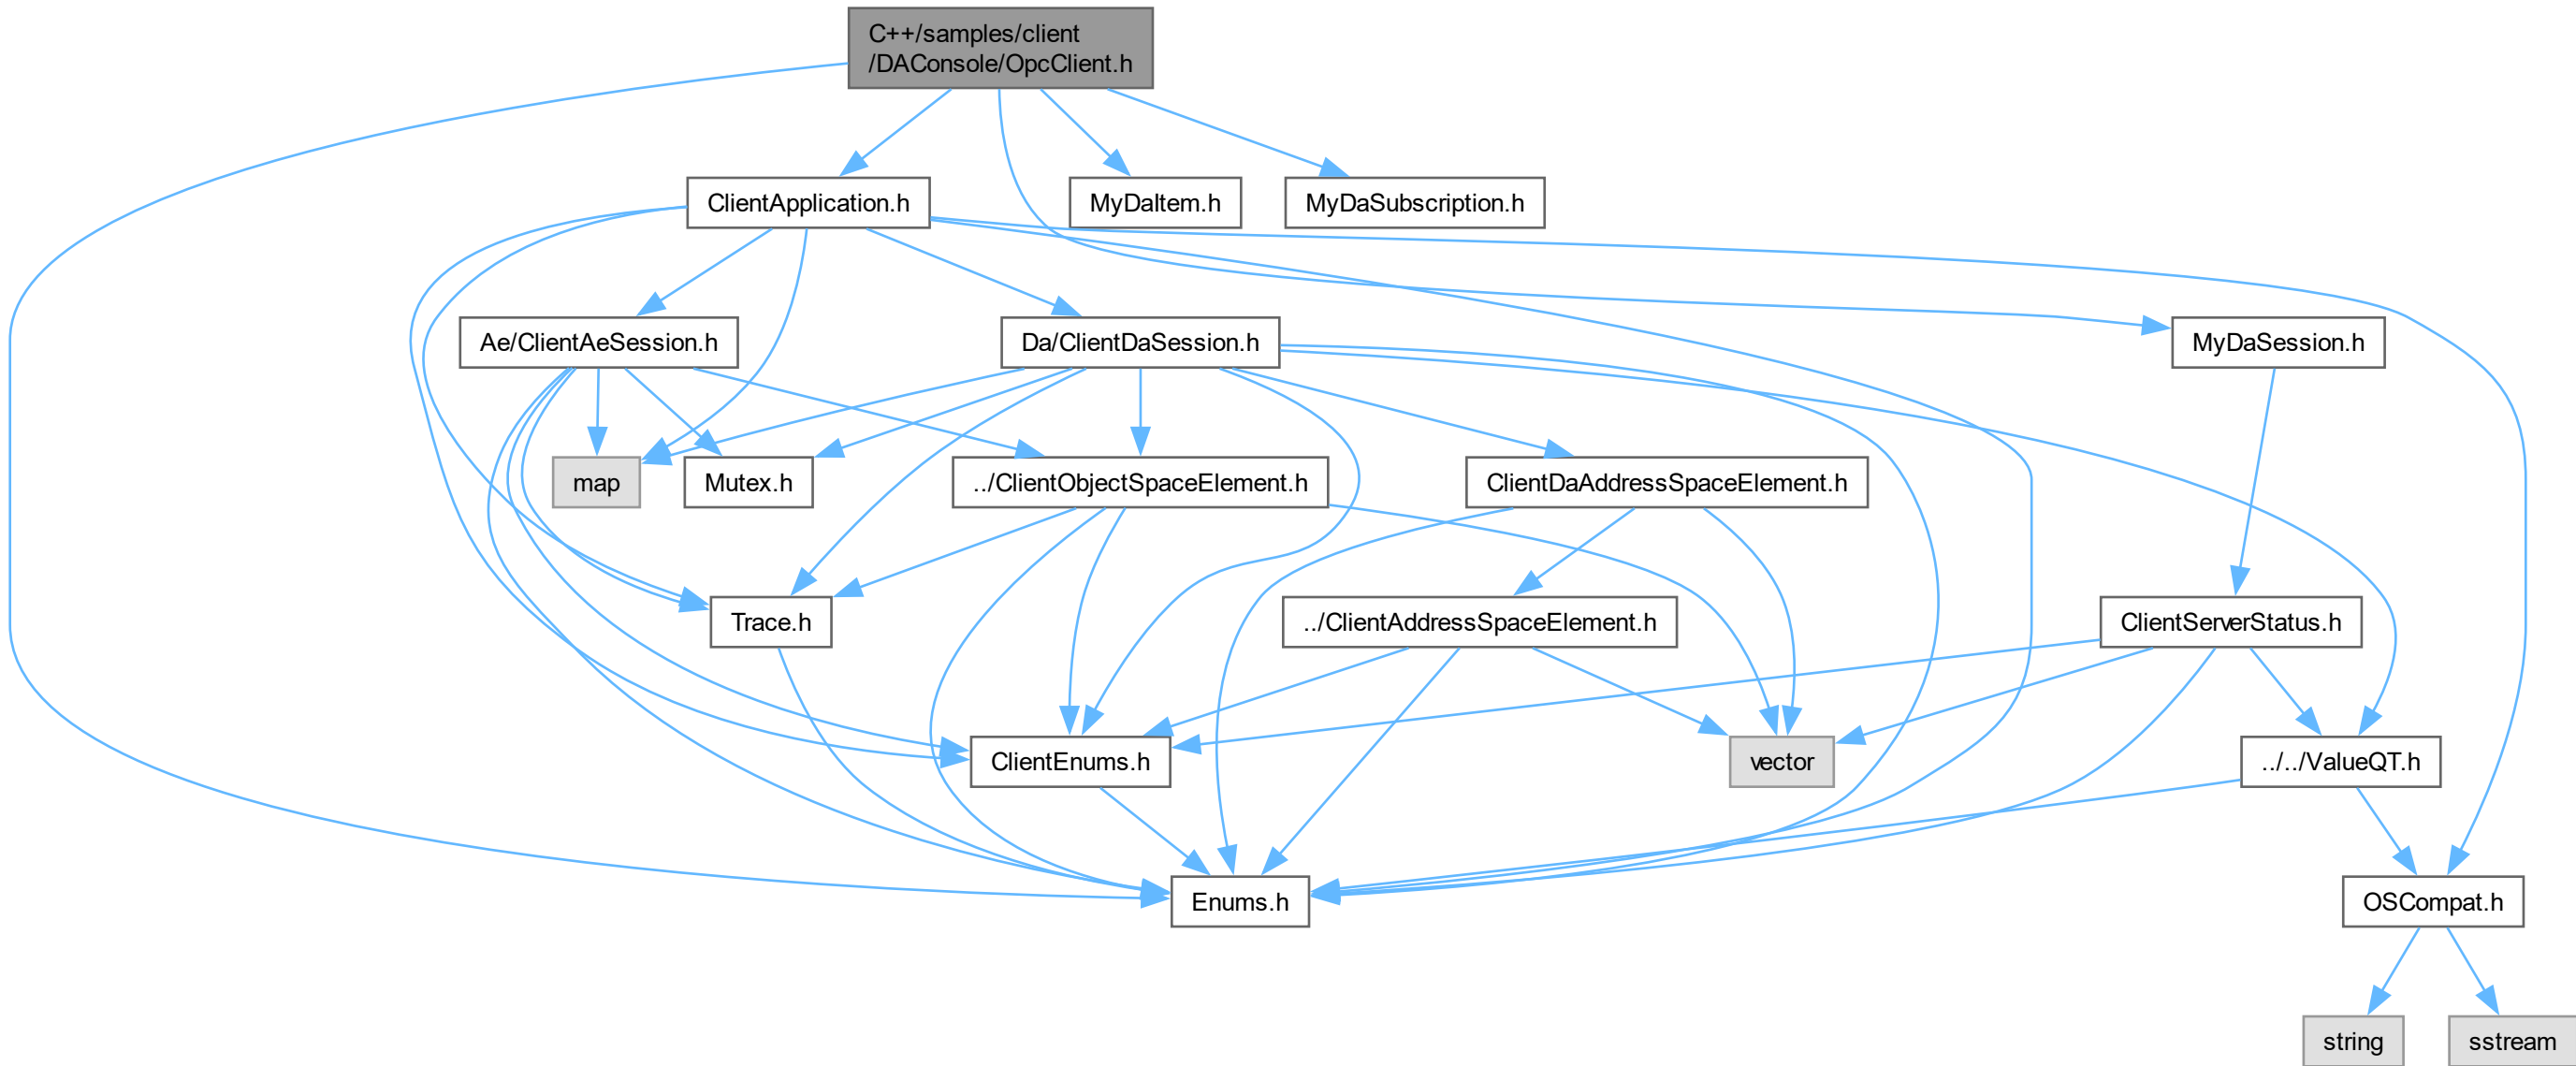 C++/samples/client
/DAConsole/OpcClient.h
ClientApplication.h
MyDaItem.h
MyDaSubscription.h
Ae/ClientAeSession.h
Da/ClientDaSession.h
MyDaSession.h
map
Mutex.h
../ClientObjectSpaceElement.h
ClientDaAddressSpaceElement.h
Trace.h
../ClientAddressSpaceElement.h
ClientServerStatus.h
ClientEnums.h
vector
../../ValueQT.h
Enums.h
OSCompat.h
string
sstream